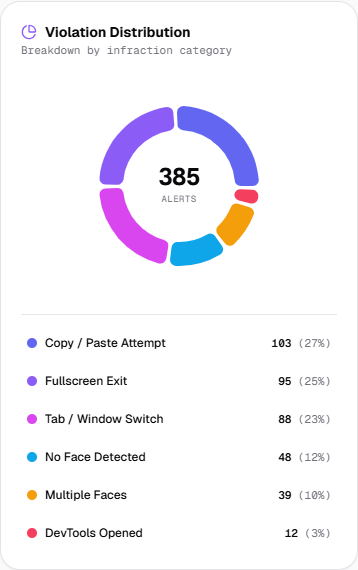 Violation Distribution
Breakdown by infraction category
385
ALERTS
Copy / Paste Attempt 103 (27%)
Fullscreen Exit 95 (25%)
Tab / Window Switch 88 (23%)
No Face Detected 48 (12%)
Multiple Faces 39 (10%)
DevTools Opened 12 (3%)